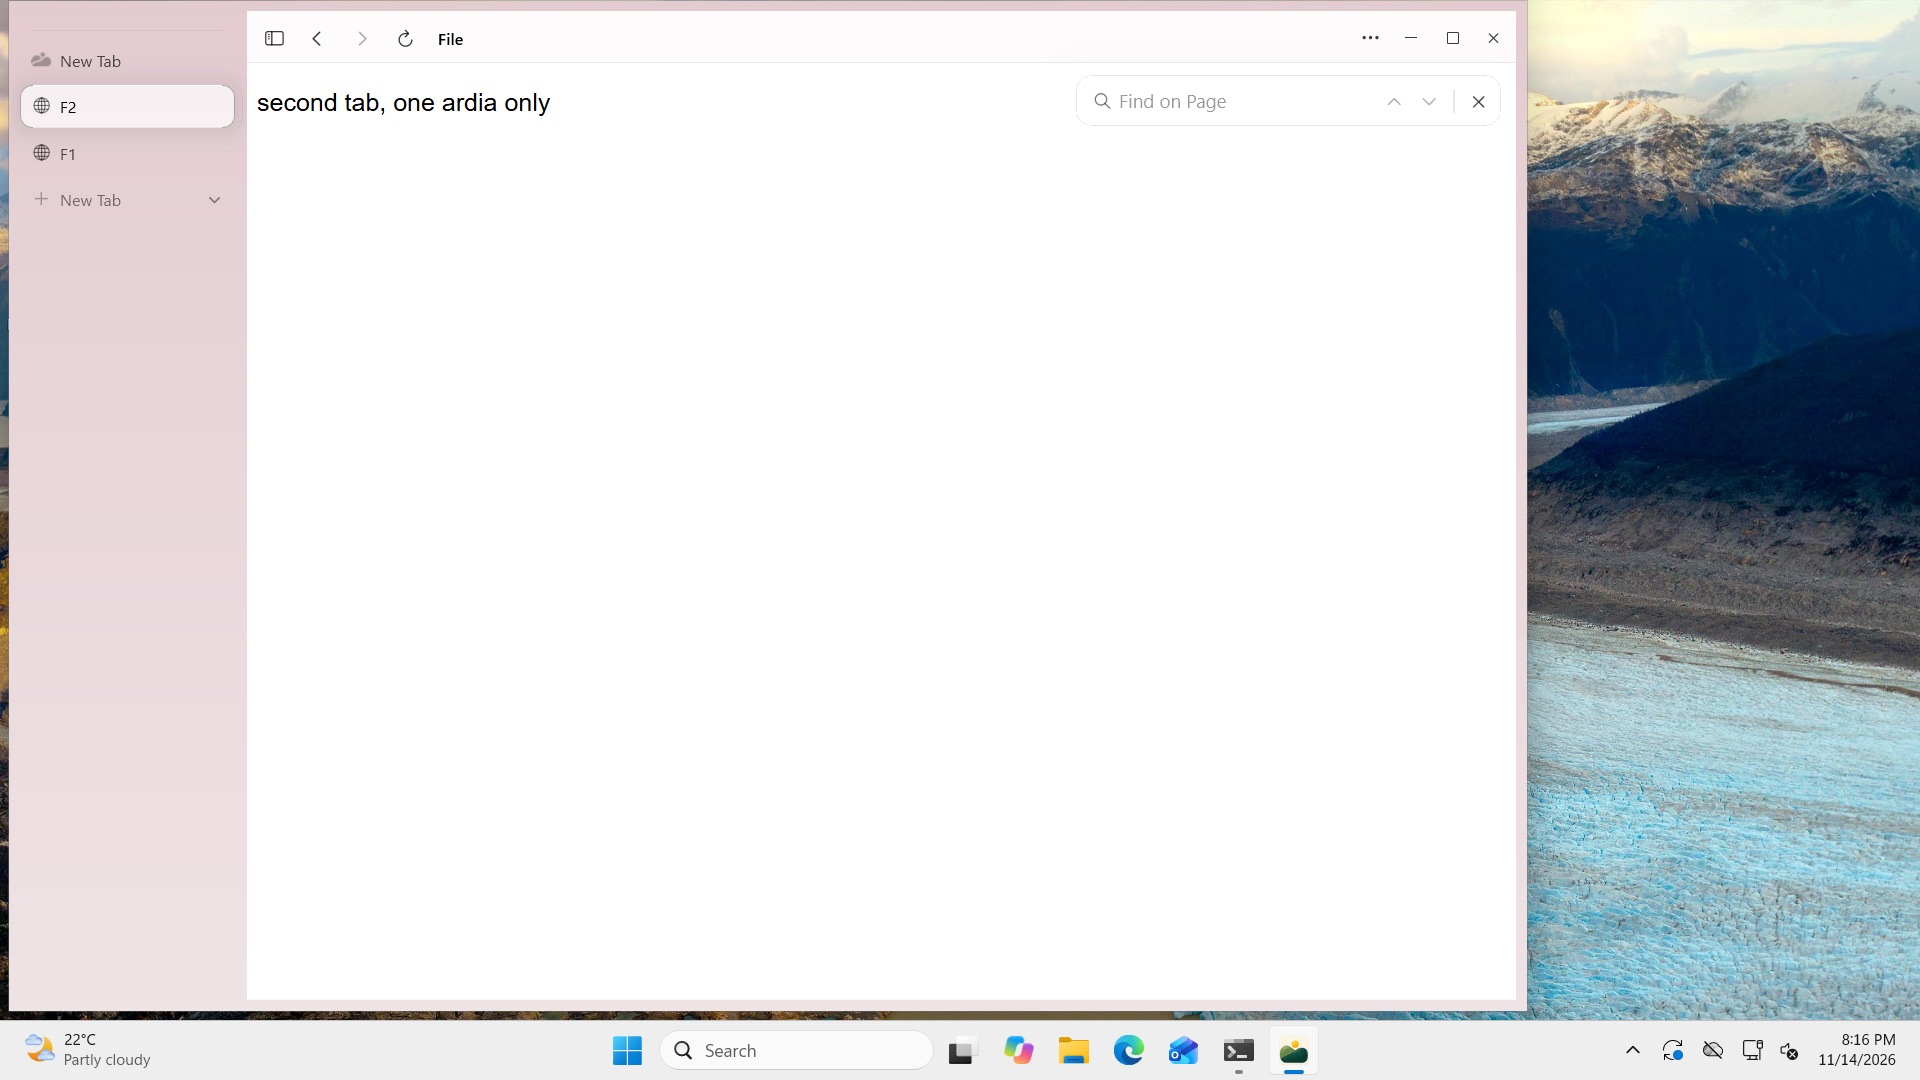 New Tab
F2
F1
New Tab
File
second tab, one ardia only
Find on Page
22°C
Partly cloudy
Search
8:16 PM
11/14/2026